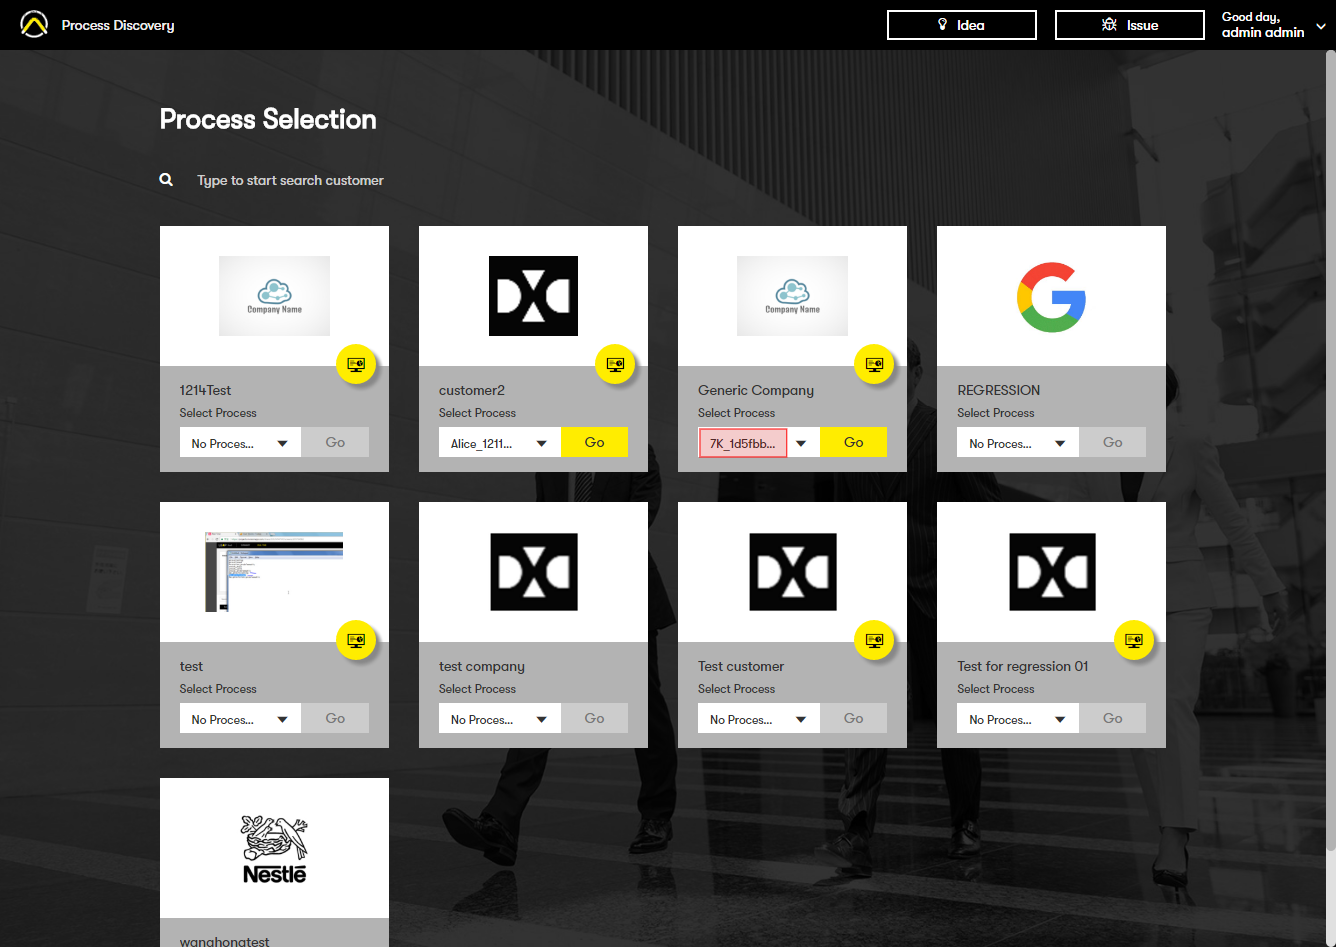 Process Discovery
Idea
Issue
Good day,
admin admin
Process Selection
Type to start search customer
Company Name
Company Name
1214Test
customer2
Generic Company
REGRESSION
Select Process
Select Process
Select Process
Select Process
No Proces...
Go
Alice_1211...
Go
7K_1d5fbb...
Go
No Proces...
Go
test
test company
Test customer
Test for regression 01
Select Process
Select Process
Select Process
Select Process
No Proces...
Go
No Proces...
Go
No Proces...
Go
No Proces...
Go
Nestlé
wanghongtest